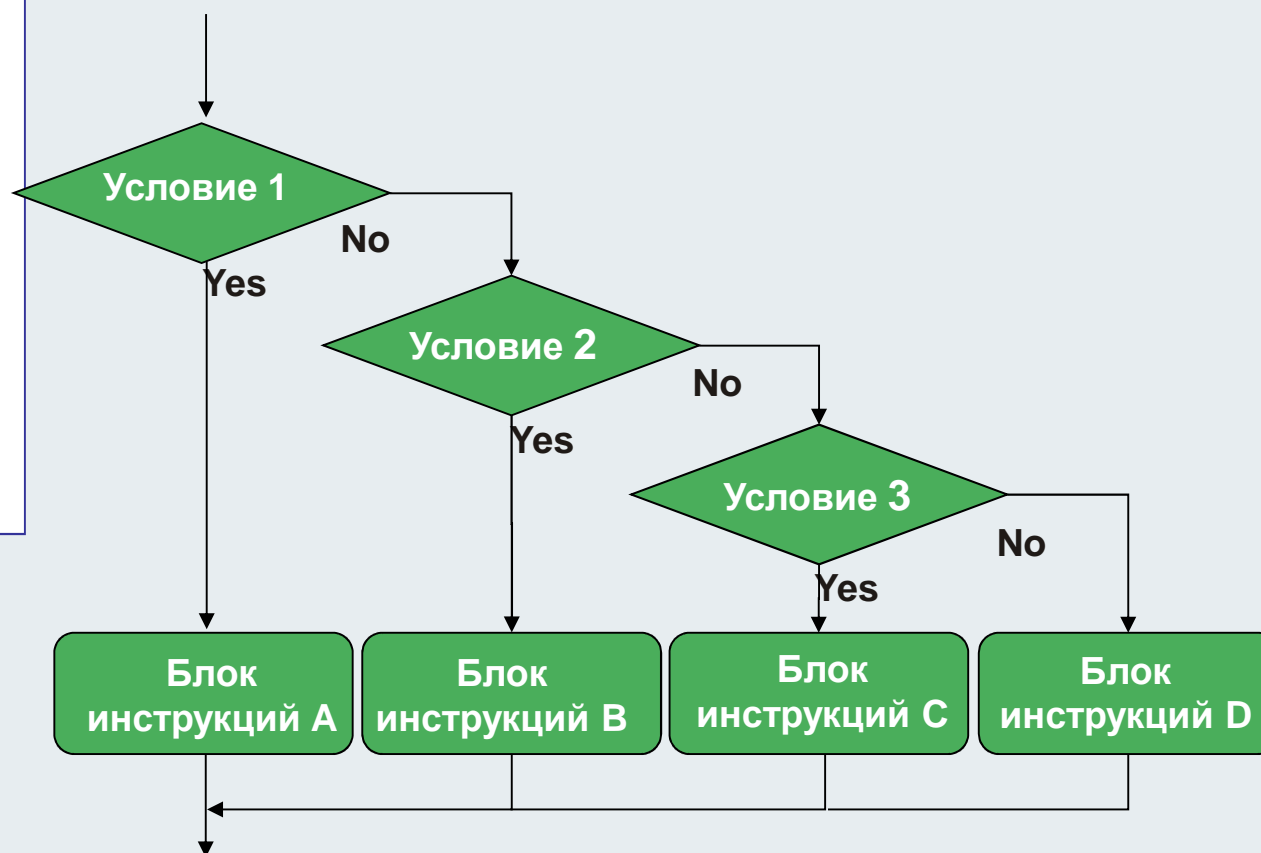 Условие 1
No
Yes
Условие 2
No
Yes
Условие 3
No
Yes
Блок
инструкций A
Блок
инструкций B
Блок
инструкций C
Блок
инструкций D